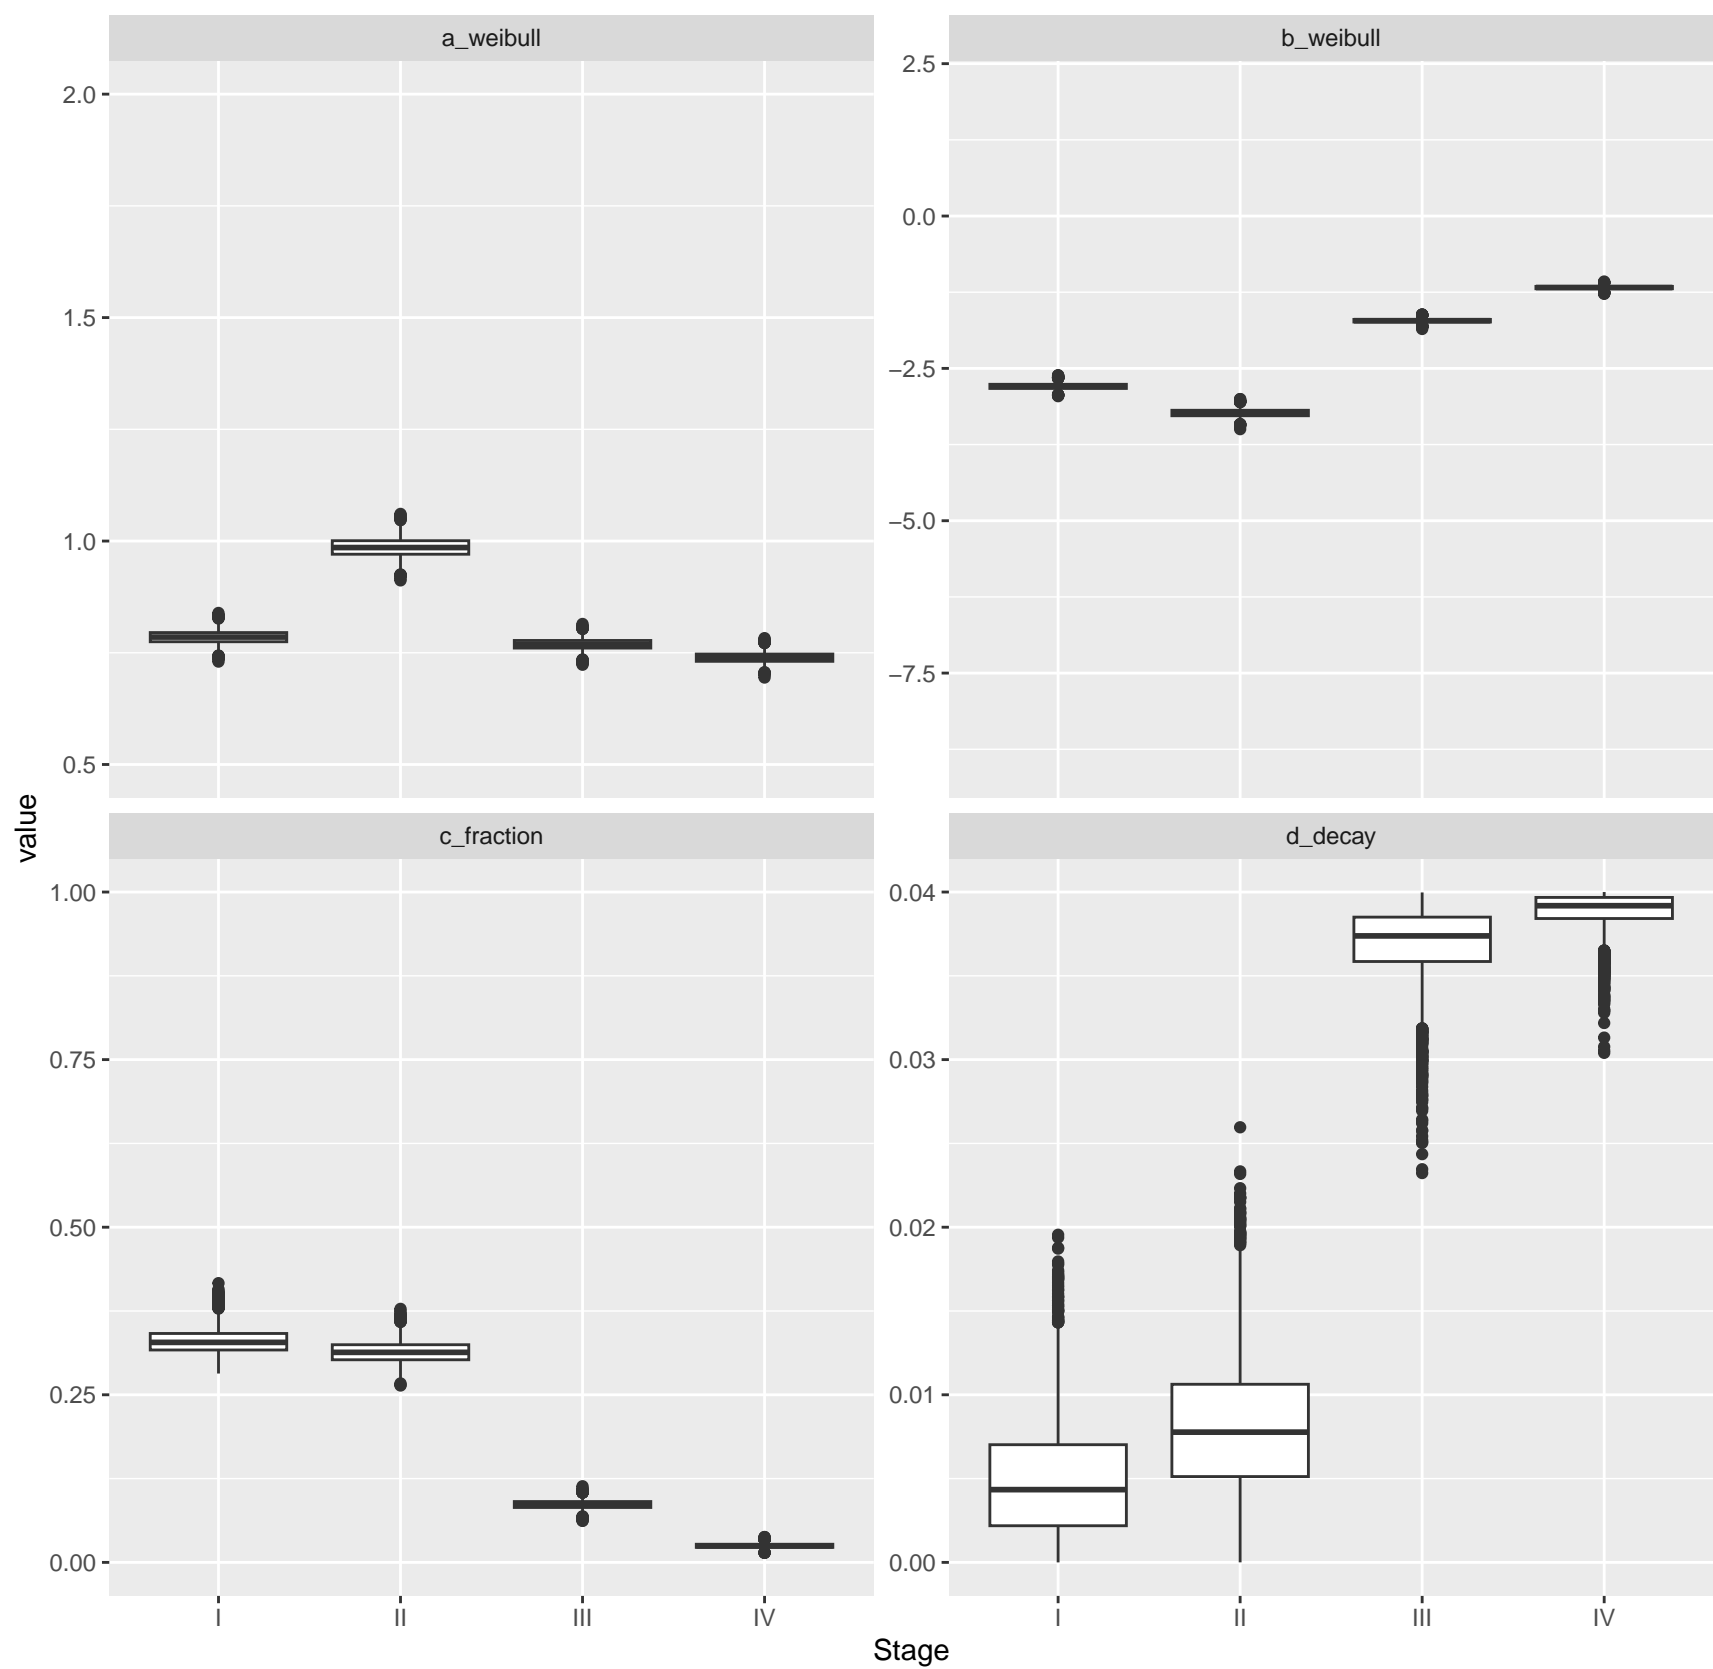 a_weibull
b_weibull
2.0
1.5
1.0
0.5
2.5
0.0
−2.5
−5.0
−7.5
value
c_fraction
d_decay
1.00
0.75
0.50
0.25
0.00
0.04
0.03
0.02
0.01
0.00
I II III IV
I II III IV
Stage